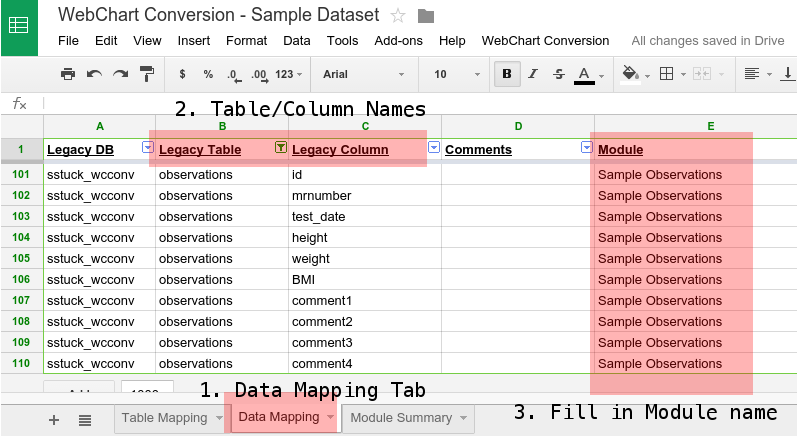 WebChart Conversion - Sample Dataset
File Edit View Insert Format Data Tools Add-ons Help WebChart Conversion All changes saved in Drive
$ % .0 .00 123 Arial 10 B I S A
fx
2. Table/Column Names
A B C D E
1 Legacy DB Legacy Table Legacy Column Comments Module
101 sstuck_wcconv observations id Sample Observations
102 sstuck_wcconv observations mrnumber Sample Observations
103 sstuck_wcconv observations test_date Sample Observations
104 sstuck_wcconv observations height Sample Observations
105 sstuck_wcconv observations weight Sample Observations
106 sstuck_wcconv observations BMI Sample Observations
107 sstuck_wcconv observations comment1 Sample Observations
108 sstuck_wcconv observations comment2 Sample Observations
109 sstuck_wcconv observations comment3 Sample Observations
110 sstuck_wcconv observations comment4 Sample Observations
1. Data Mapping Tab
Table Mapping Data Mapping Module Summary
3. Fill in Module name